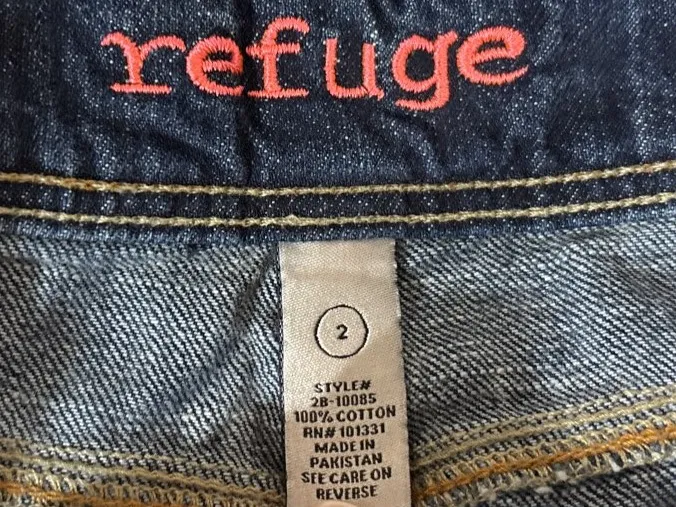 refuge
2
STYLE#
2B-10085
100% COTTON
RN# 101331
MADE IN
PAKISTAN
SEE CARE ON
REVERSE